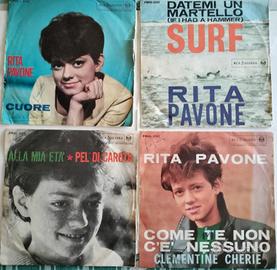 RITA
PAVONE
CUORE
DATEMI UN
MARTELLO
(IF I HAD A HAMMER)
SURF
RITA
PAVONE
ALLA MIA ETA' ★ PEL DI CAROTA
RITA PAVONE
COME TE NON
C'E' NESSUNO
CLEMENTINE CHERIE